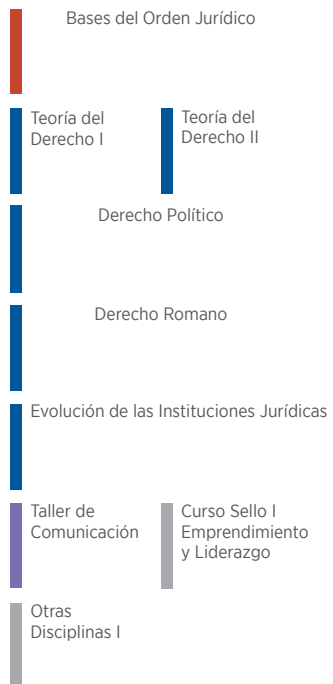 Bases del Orden Jurídico
Teoría del
Derecho I
Teoría del
Derecho II
Derecho Político
Derecho Romano
Evolución de las Instituciones Jurídicas
Taller de
Comunicación
Curso Sello I
Emprendimiento
y Liderazgo
Otras
Disciplinas I